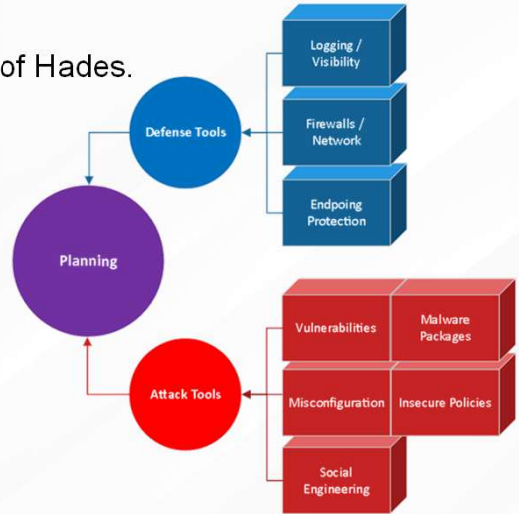 of Hades.
Logging /
Visibility
Defense Tools
Firewalls /
Network
Endpoing
Protection
Planning
Vulnerabilities
Malware
Packages
Attack Tools
Misconfiguration
Insecure Policies
Social
Engineering